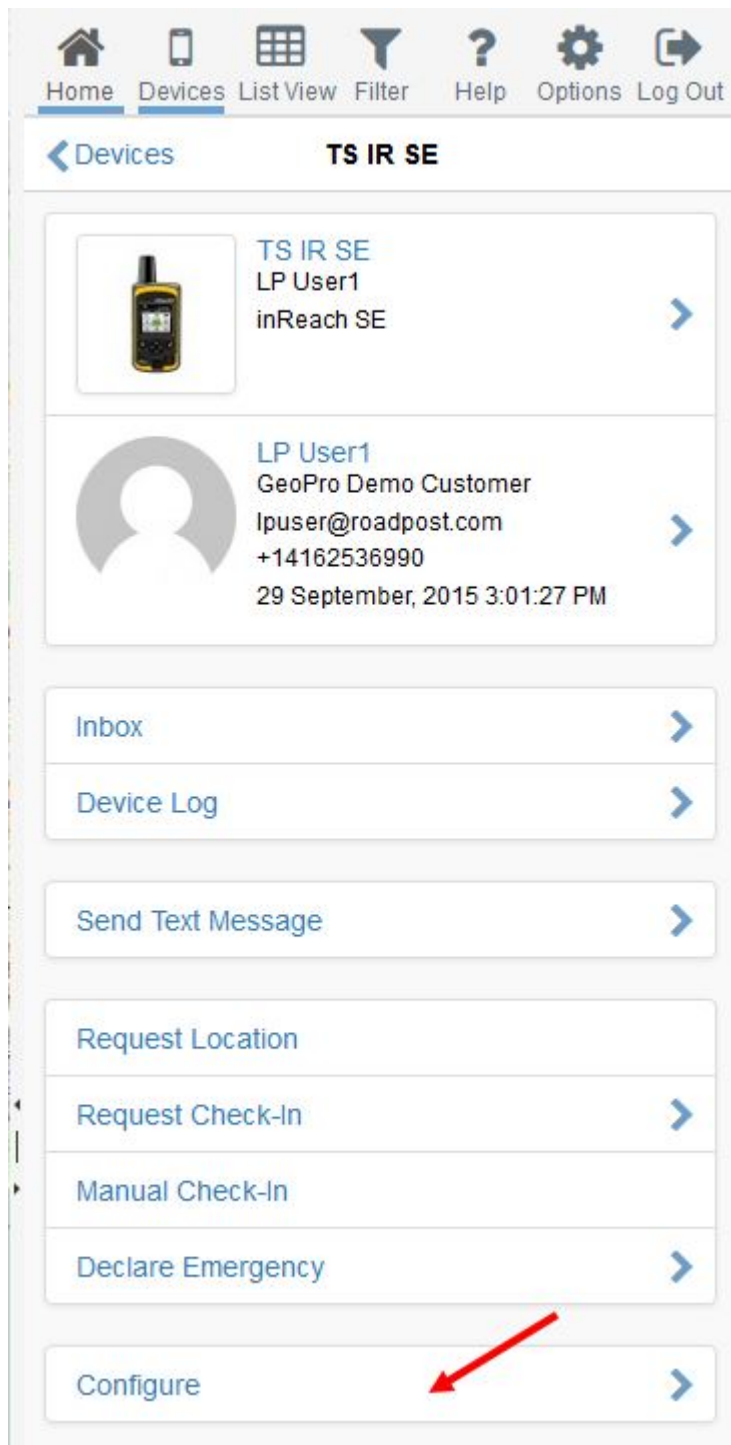 Home Devices List View Filter Help Options Log Out
Devices TS IR SE
TS IR SE
LP User1
inReach SE
LP User1
GeoPro Demo Customer
lpuser@roadpost.com
+14162536990
29 September, 2015 3:01:27 PM
Inbox
Device Log
Send Text Message
Request Location
Request Check-In
Manual Check-In
Declare Emergency
Configure